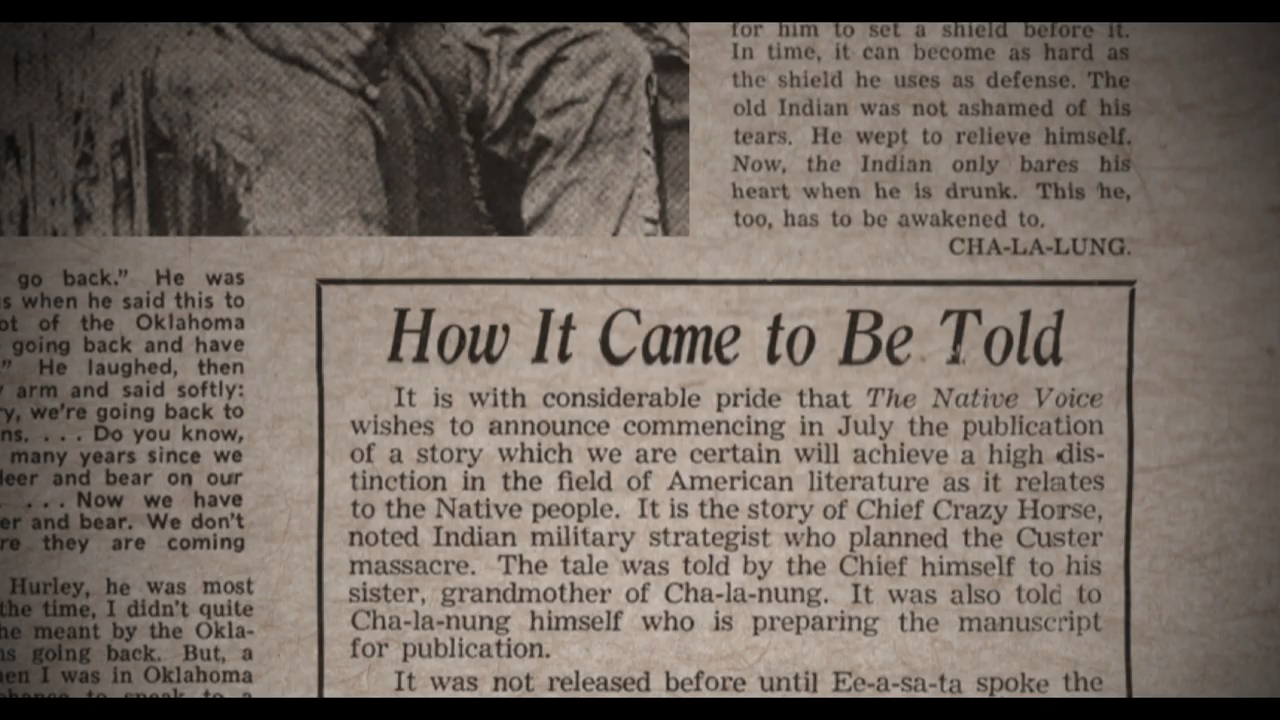 for him to set a shield before it.
In time, it can become as hard as
the shield he uses as defense. The
old Indian was not ashamed of his
tears. He wept to relieve himself.
Now, the Indian only bares his
heart when he is drunk. This he,
too, has to be awakened to.
CHA-LA-LUNG.
go back." He was
s when he said this to
ot of the Oklahoma
going back and have
" He laughed, then
arm and said softly:
y, we're going back to
ns. . . . Do you know,
many years since we
deer and bear on our
. . . . Now we have
er and bear. We don't
re they are coming
Hurley, he was most
the time, I didn't quite
he meant by the Okla-
ns going back. But, a
en I was in Oklahoma
chance to speak to a
How It Came to Be Told
It is with considerable pride that The Native Voice
wishes to announce commencing in July the publication
of a story which we are certain will achieve a high dis-
tinction in the field of American literature as it relates
to the Native people. It is the story of Chief Crazy Horse,
noted Indian military strategist who planned the Custer
massacre. The tale was told by the Chief himself to his
sister, grandmother of Cha-la-nung. It was also told to
Cha-la-nung himself who is preparing the manuscript
for publication.
It was not released before until Ee-a-sa-ta spoke the